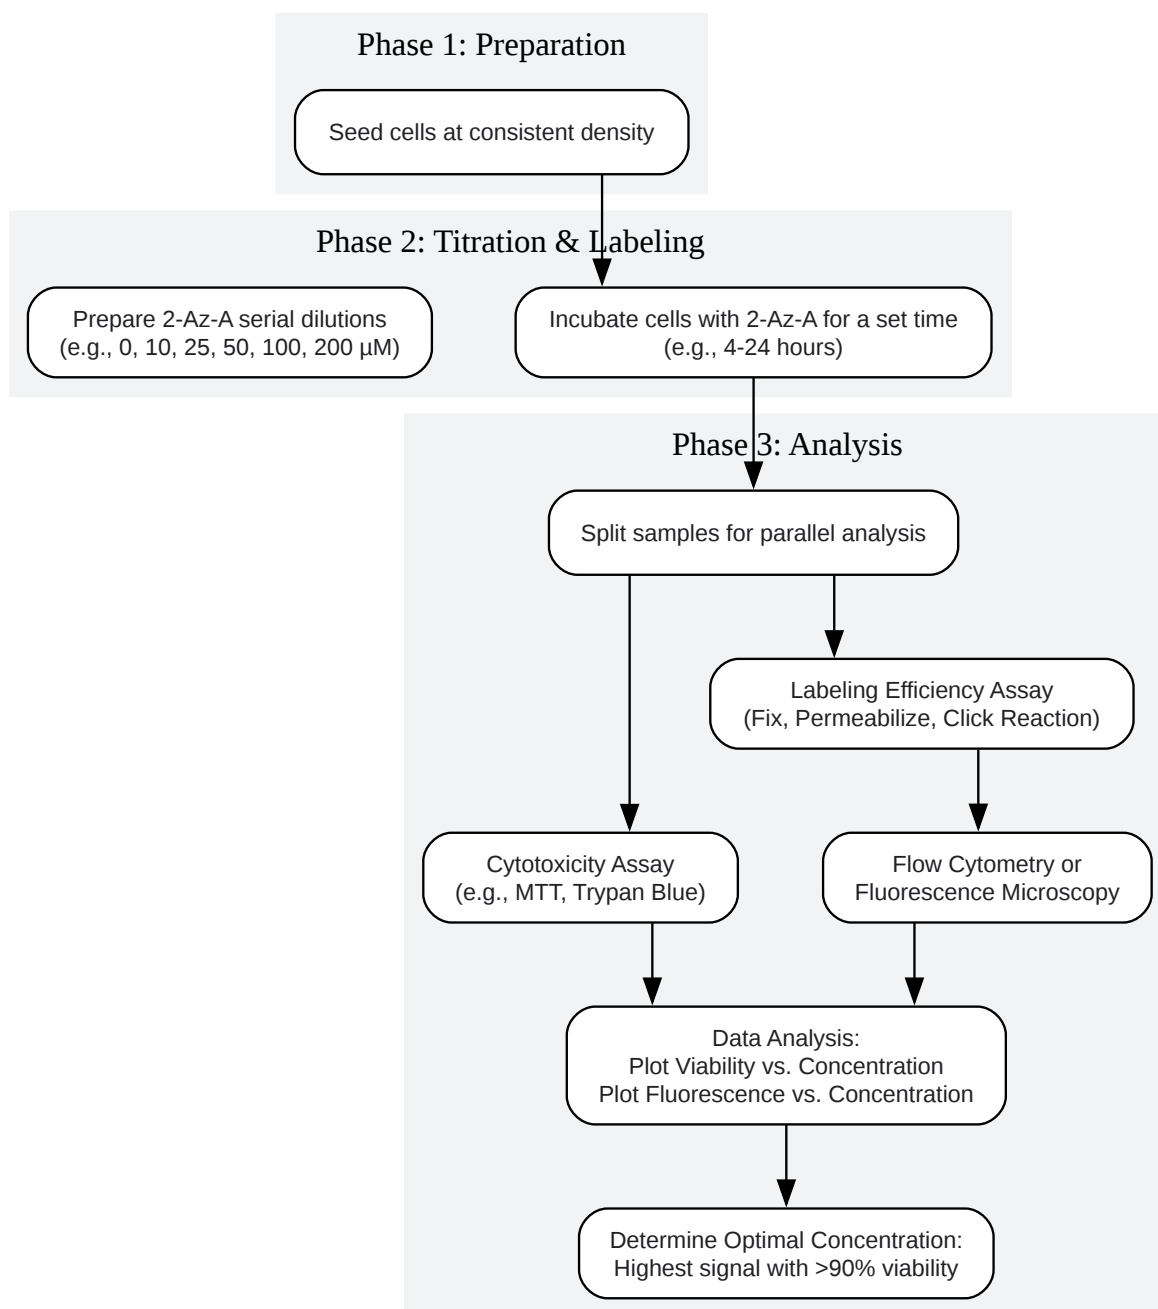 Phase 1: Preparation
Seed cells at consistent density
Phase 2: Titration & Labeling
Prepare 2-Az-A serial dilutions
(e.g., 0, 10, 25, 50, 100, 200 µM)
Incubate cells with 2-Az-A for a set time
(e.g., 4-24 hours)
Phase 3: Analysis
Split samples for parallel analysis
Labeling Efficiency Assay
(Fix, Permeabilize, Click Reaction)
Cytotoxicity Assay
(e.g., MTT, Trypan Blue)
Flow Cytometry or
Fluorescence Microscopy
Data Analysis:
Plot Viability vs. Concentration
Plot Fluorescence vs. Concentration
Determine Optimal Concentration:
Highest signal with >90% viability